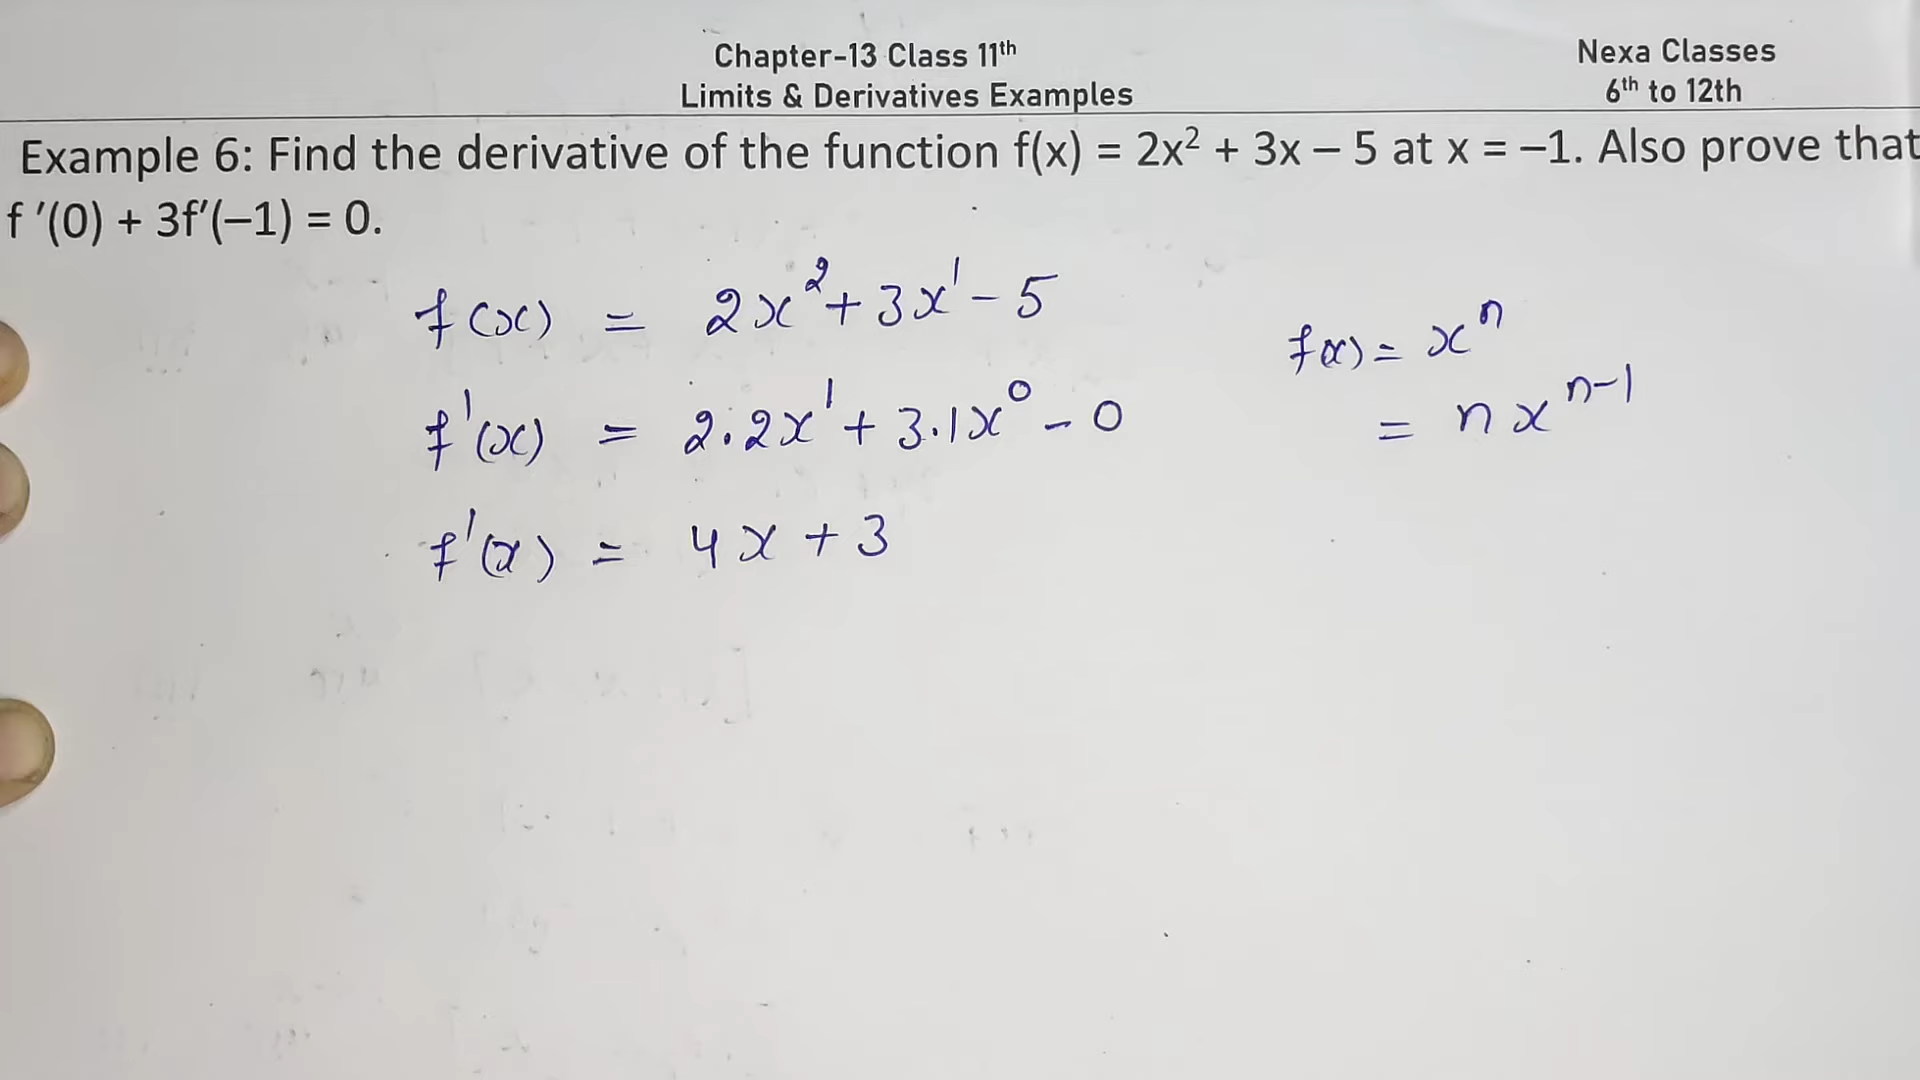 Chapter-13 Class 11th
Limits & Derivatives Examples
Nexa Classes
6th to 12th
Example 6: Find the derivative of the function f(x) = 2x² + 3x – 5 at x = –1. Also prove that
f ′(0) + 3f′(–1) = 0.
f(x) = 2x² + 3x¹ - 5
f'(x) = 2.2x¹ + 3.1x⁰ - 0
f'(x) = 4x + 3
f(x) = xⁿ
= n xⁿ⁻¹